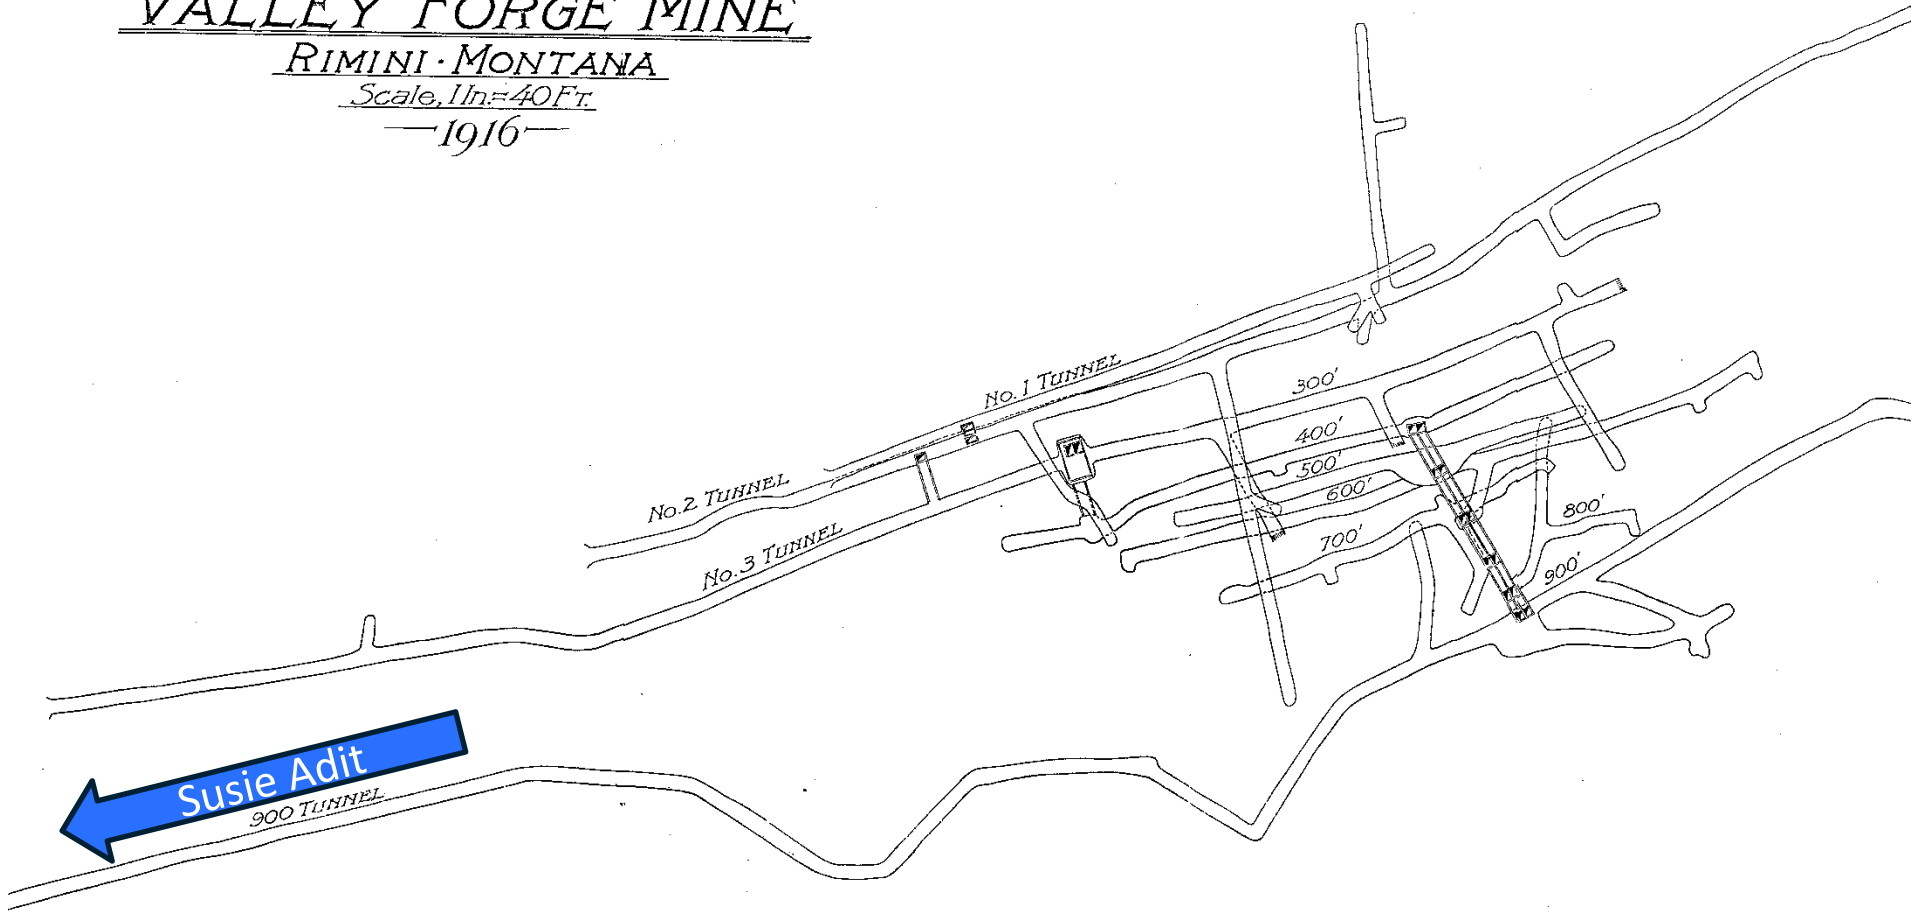 VALLEY FORGE MINE
RIMINI · MONTANA
Scale, 1 In.=40 FT.
—1916—
No. 1 TUNNEL
300'
400'
500'
600'
No. 2 TUNNEL
800'
700'
No. 3 TUNNEL
900'
Susie Adit
900 TUNNEL